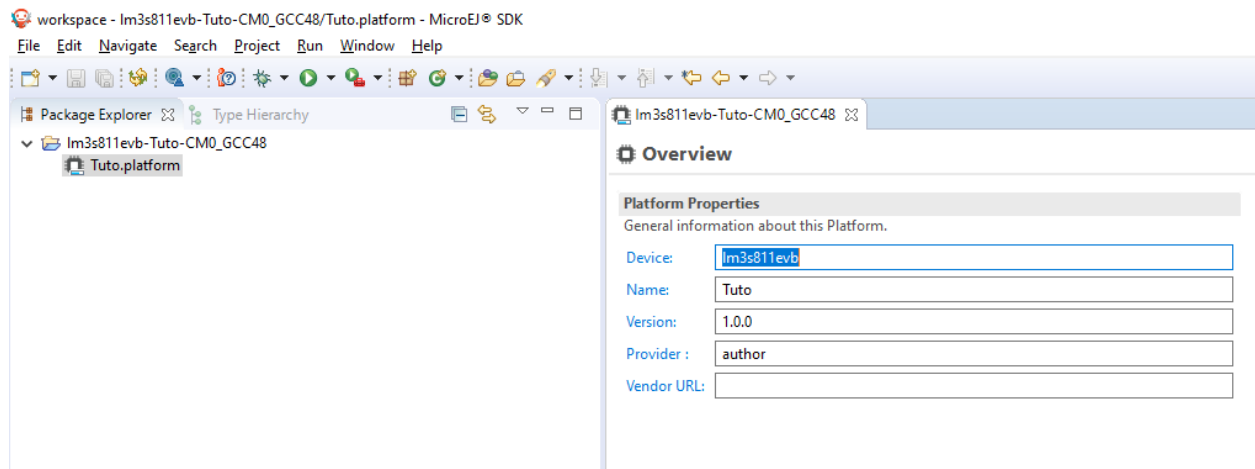 workspace - lm3s811evb-Tuto-CM0_GCC48/Tuto.platform - MicroEJ® SDK
File Edit Navigate Search Project Run Window Help
Package Explorer Type Hierarchy
lm3s811evb-Tuto-CM0_GCC48
Tuto.platform
lm3s811evb-Tuto-CM0_GCC48
Overview
Platform Properties
General information about this Platform.
Device: lm3s811evb
Name: Tuto
Version: 1.0.0
Provider : author
Vendor URL: